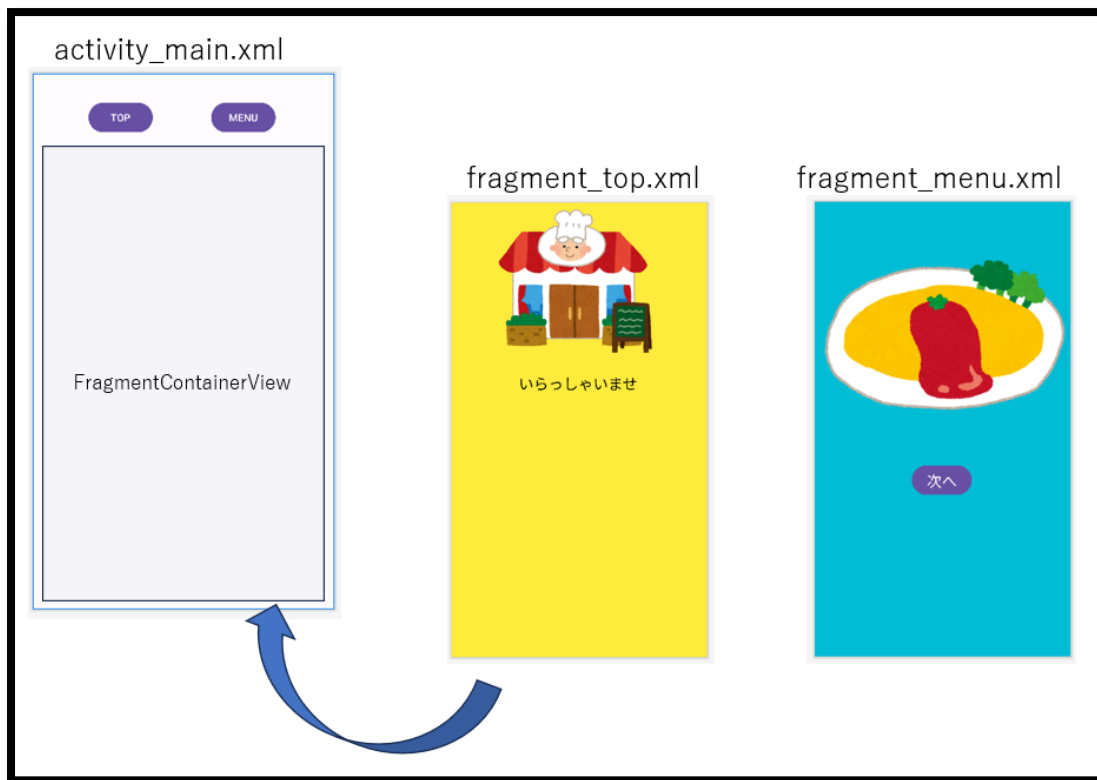 activity_main.xml
TOP
MENU
FragmentContainerView
fragment_top.xml
いらっしゃいませ
fragment_menu.xml
次へ